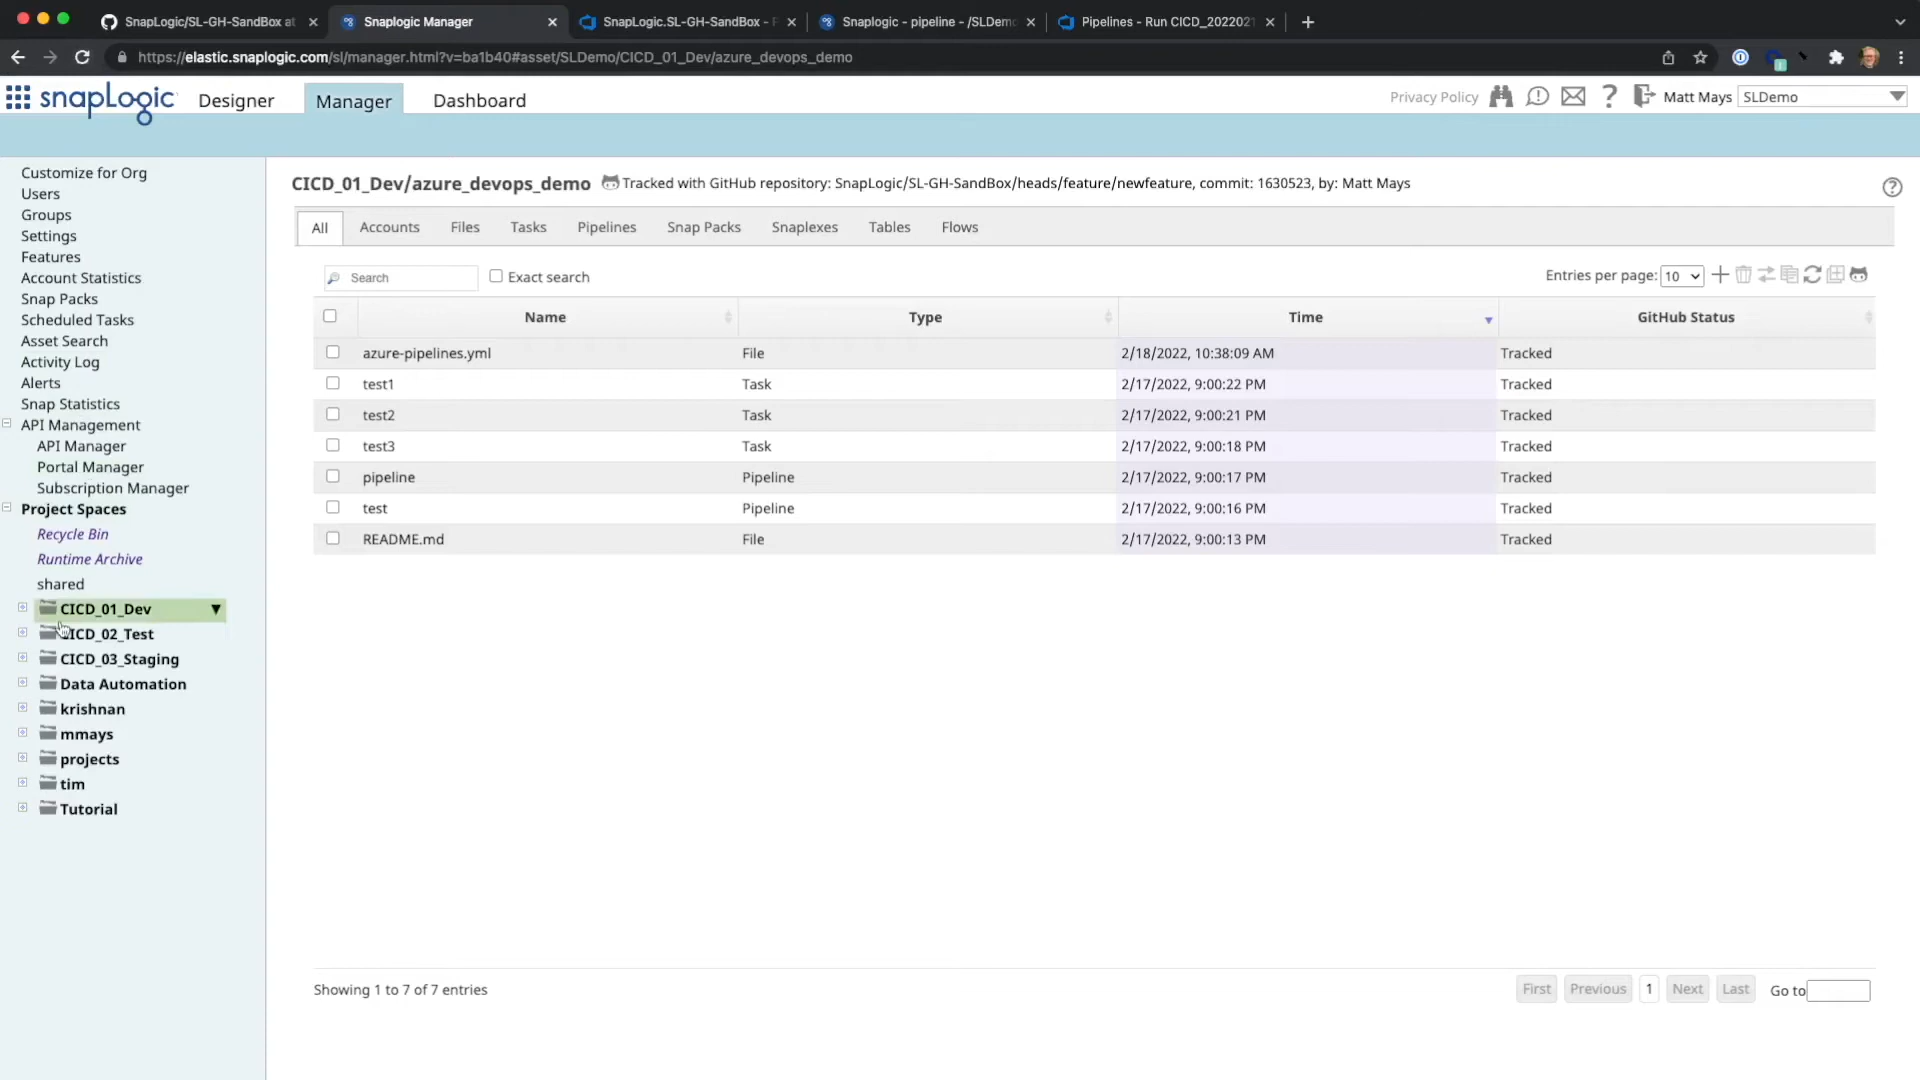 SnapLogic/SL-GH-SandBox at
Snaplogic Manager
SnapLogic.SL-GH-SandBox - P
Snaplogic - pipeline - /SLDemo
Pipelines - Run CICD_2022021
https://elastic.snaplogic.com/sl/manager.html?v=ba1b40#asset/SLDemo/CICD_01_Dev/azure_devops_demo
snapLogic
Designer
Manager
Dashboard
Privacy Policy
Matt Mays
SLDemo
Customize for Org
Users
Groups
Settings
Features
Account Statistics
Snap Packs
Scheduled Tasks
Asset Search
Activity Log
Alerts
Snap Statistics
API Management
API Manager
Portal Manager
Subscription Manager
Project Spaces
Recycle Bin
Runtime Archive
shared
CICD_01_Dev
CICD_02_Test
CICD_03_Staging
Data Automation
krishnan
mmays
projects
tim
Tutorial
CICD_01_Dev/azure_devops_demo Tracked with GitHub repository: SnapLogic/SL-GH-SandBox/heads/feature/newfeature, commit: 1630523, by: Matt Mays
All Accounts Files Tasks Pipelines Snap Packs Snaplexes Tables Flows
Search Exact search Entries per page: 10
Name Type Time GitHub Status
azure-pipelines.yml File 2/18/2022, 10:38:09 AM Tracked
test1 Task 2/17/2022, 9:00:22 PM Tracked
test2 Task 2/17/2022, 9:00:21 PM Tracked
test3 Task 2/17/2022, 9:00:18 PM Tracked
pipeline Pipeline 2/17/2022, 9:00:17 PM Tracked
test Pipeline 2/17/2022, 9:00:16 PM Tracked
README.md File 2/17/2022, 9:00:13 PM Tracked
Showing 1 to 7 of 7 entries
First Previous 1 Next Last Go to